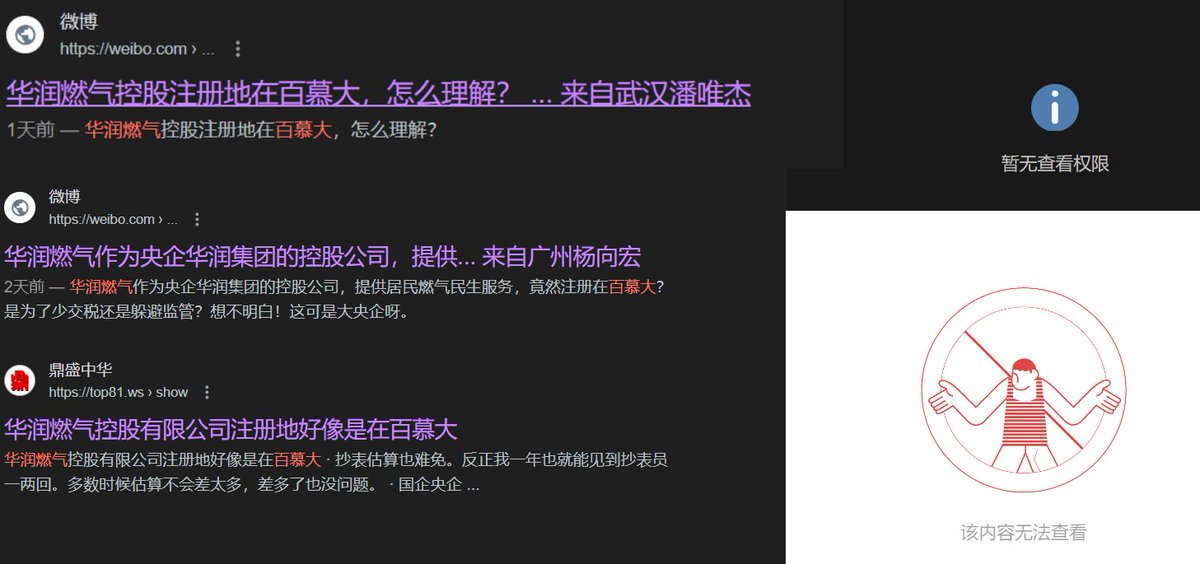 微博
https://weibo.com › ...
华润燃气控股注册地在百慕大，怎么理解？ ... 来自武汉潘唯杰
1天前 — 华润燃气控股注册地在百慕大，怎么理解？
微博
https://weibo.com › ...
华润燃气作为央企华润集团的控股公司，提供... 来自广州杨向宏
2天前 — 华润燃气作为央企华润集团的控股公司，提供居民燃气民生服务，竟然注册在百慕大？
是为了少交税还是躲避监管？想不明白！这可是大央企呀。
鼎
鼎盛中华
https://top81.ws › show
华润燃气控股有限公司注册地好像是在百慕大
华润燃气控股有限公司注册地好像是在百慕大 · 抄表估算也难免。反正我一年也就能见到抄表员
一两回。多数时候估算不会差太多，差多了也没问题。 · 国企央企 ...
暂无查看权限
该内容无法查看